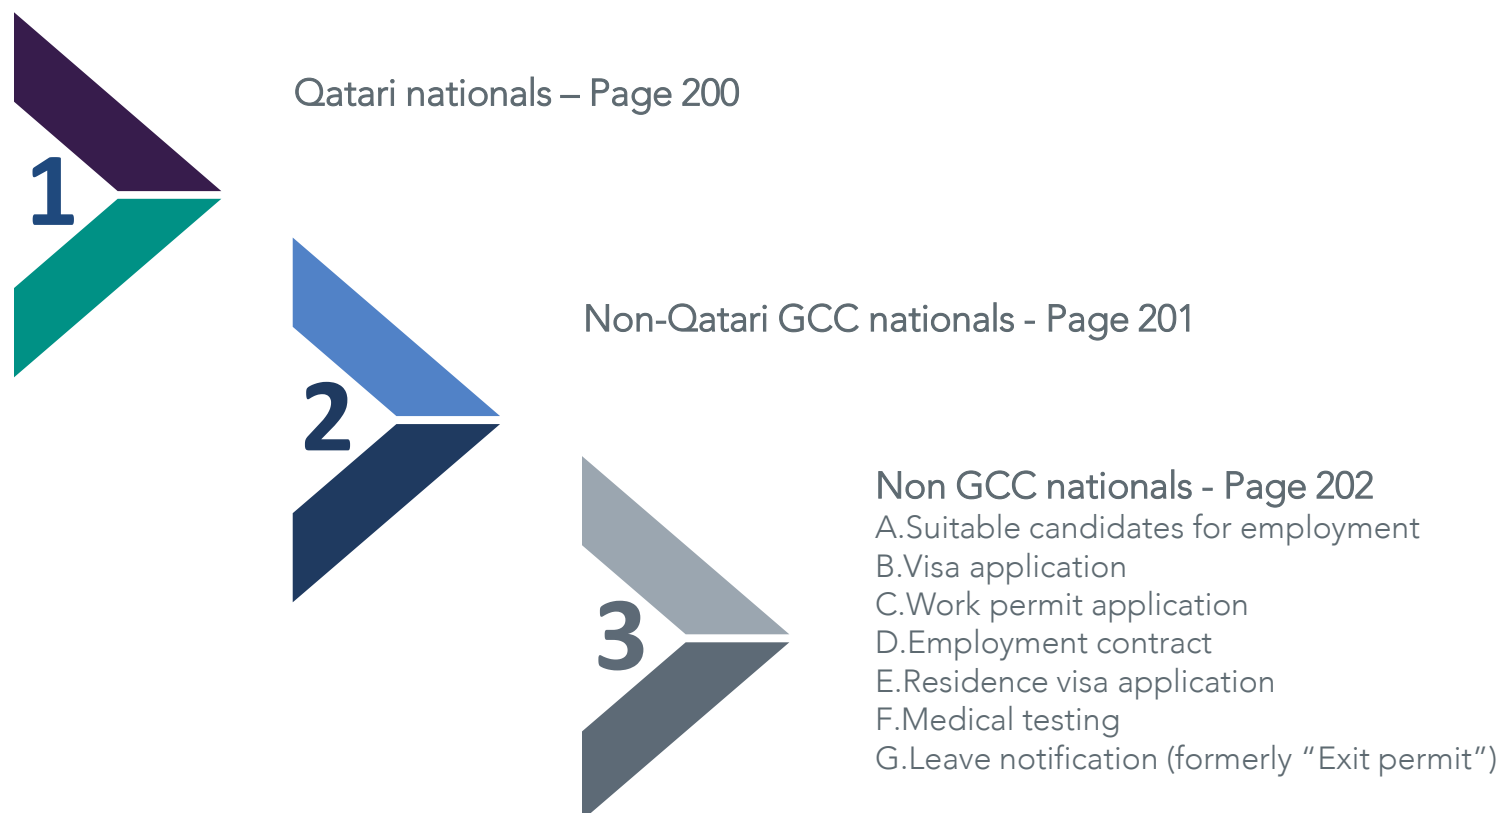 1
Qatari nationals – Page 200
2
Non-Qatari GCC nationals - Page 201
3
Non GCC nationals - Page 202
A.Suitable candidates for employment
B.Visa application
C.Work permit application
D.Employment contract
E.Residence visa application
F.Medical testing
G.Leave notification (formerly “Exit permit”)